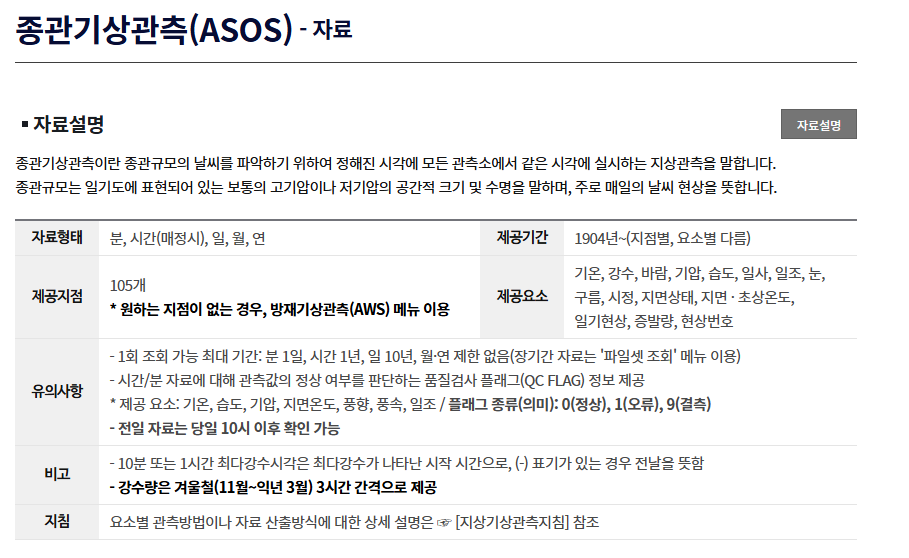 종관기상관측(ASOS) - 자료
▪ 자료설명
자료설명
종관기상관측이란 종관규모의 날씨를 파악하기 위하여 정해진 시각에 모든 관측소에서 같은 시각에 실시하는 지상관측을 말합니다.
종관규모는 일기도에 표현되어 있는 보통의 고기압이나 저기압의 공간적 크기 및 수명을 말하며, 주로 매일의 날씨 현상을 뜻합니다.
자료형태
분, 시간(매정시), 일, 월, 연
제공기간
1904년~(지점별, 요소별 다름)
제공지점
105개
* 원하는 지점이 없는 경우, 방재기상관측(AWS) 메뉴 이용
제공요소
기온, 강수, 바람, 기압, 습도, 일사, 일조, 눈,
구름, 시정, 지면상태, 지면 · 초상온도,
일기현상, 증발량, 현상번호
유의사항
- 1회 조회 가능 최대 기간: 분 1일, 시간 1년, 일 10년, 월·연 제한 없음(장기간 자료는 '파일셋 조회' 메뉴 이용)
- 시간/분 자료에 대해 관측값의 정상 여부를 판단하는 품질검사 플래그(QC FLAG) 정보 제공
* 제공 요소: 기온, 습도, 기압, 지면온도, 풍향, 풍속, 일조 / 플래그 종류(의미): 0(정상), 1(오류), 9(결측)
- 전일 자료는 당일 10시 이후 확인 가능
비고
- 10분 또는 1시간 최다강수시각은 최다강수가 나타난 시작 시간으로, (-) 표기가 있는 경우 전날을 뜻함
- 강수량은 겨울철(11월~익년 3월) 3시간 간격으로 제공
지침
요소별 관측방법이나 자료 산출방식에 대한 상세 설명은 ☞ [지상기상관측지침] 참조